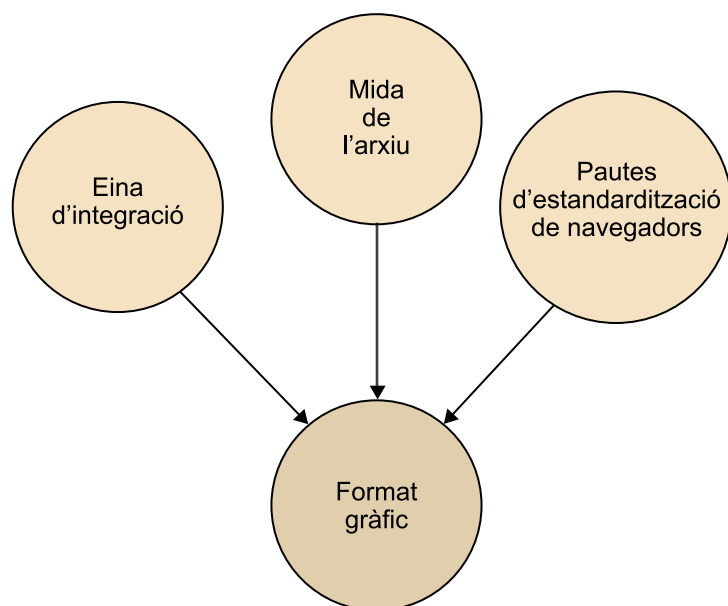 Eina
d’integració
Mida
de
l’arxiu
Pautes
d’estandardització
de navegadors
Format
gràfic